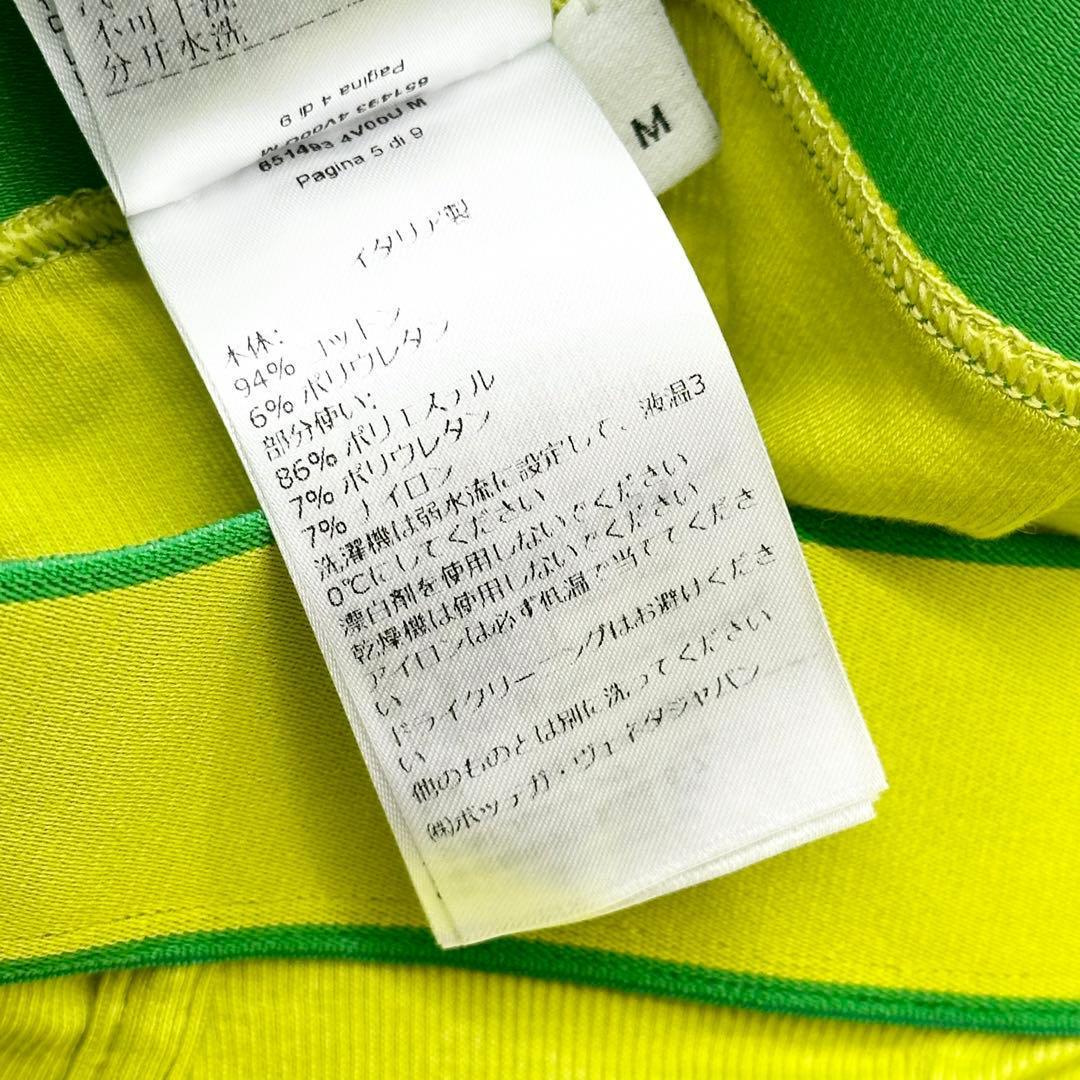 不可干洗
分开水洗
Pagina 4 di 9
651493 4V00U M
651493 4V00U M
Pagina 5 di 9
M
イタリア製
本体:
94% コットン
6% ポリウレタン
部分使い:
86% ポリエステル
7% ポリウレタン
7% ナイロン
洗濯機は弱水流に設定して、液温3
0℃にしてください
漂白剤を使用しないでください
乾燥機は使用しないでください
アイロンは必ず低温で当ててくださ
い
ドライクリーニングはお避けくださ
い
他のものとは別に洗ってください
(株)ボッテガ・ヴェネタジャパン